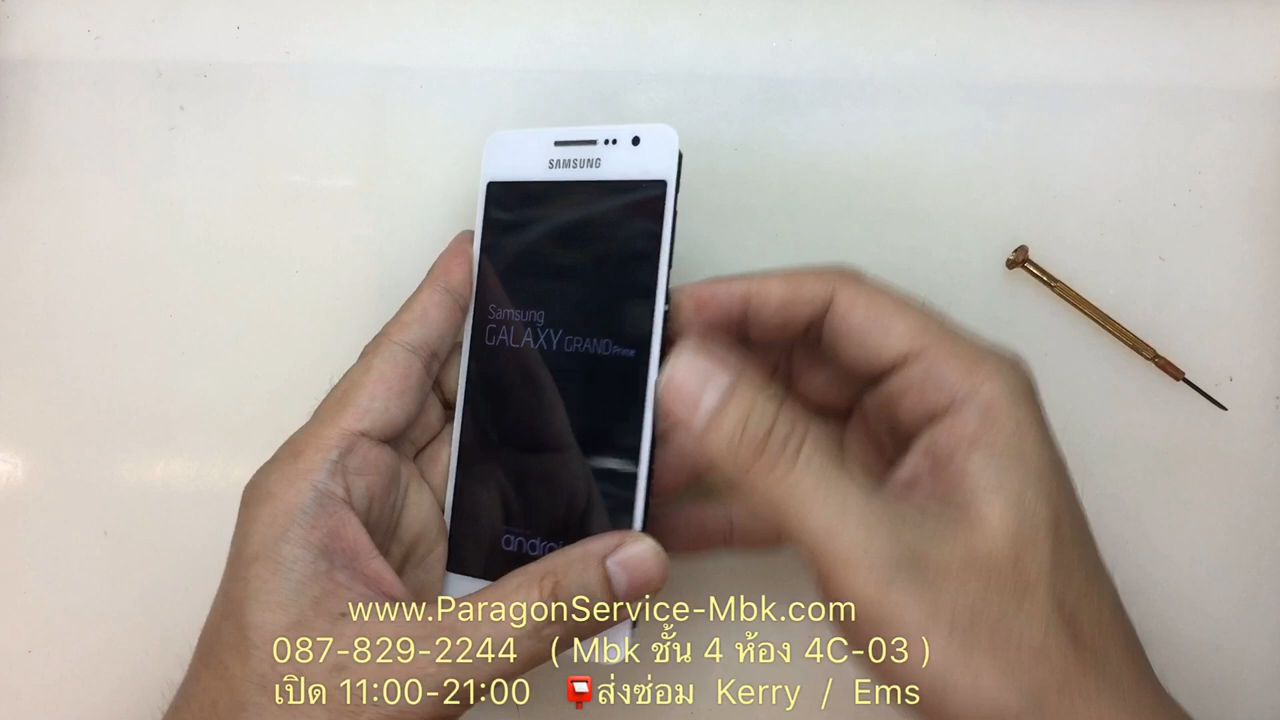 SAMSUNG
Samsung
GALAXY GRAND Prime
www.ParagonService-Mbk.com
087-829-2244 ( Mbk ชั้น 4 ห้อง 4C-03 )
เปิด 11:00-21:00 📮ส่งซ่อม Kerry / Ems